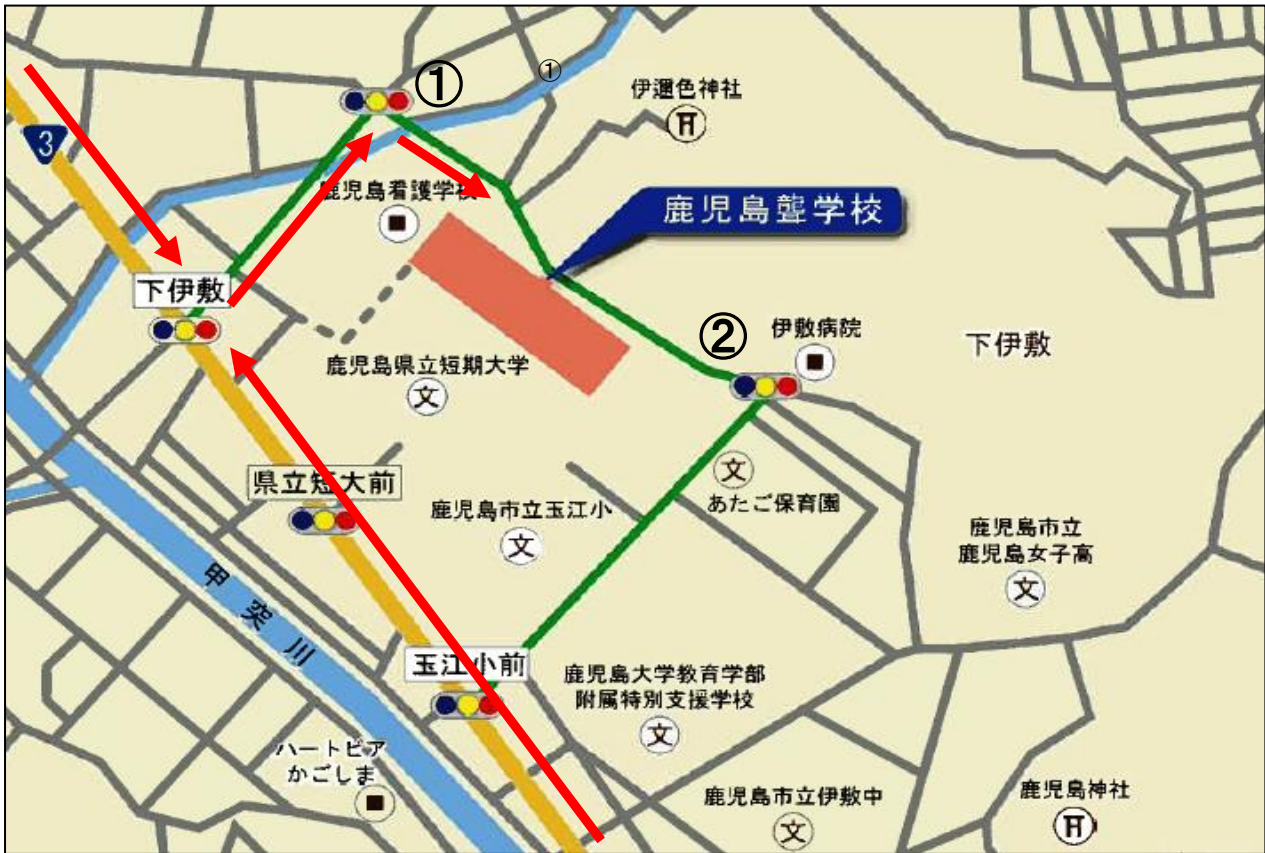 ①
①
伊邇色神社
3
鹿児島看護学校
鹿児島聾学校
下伊敷
②
伊敷病院
下伊敷
鹿児島県立短期大学
文
県立短大前
鹿児島市立玉江小
文
文
あたご保育園
鹿児島市立
鹿児島女子高
文
甲突川
玉江小前
鹿児島大学教育学部
附属特別支援学校
文
ハートピア
かごしま
鹿児島市立伊敷中
文
鹿児島神社